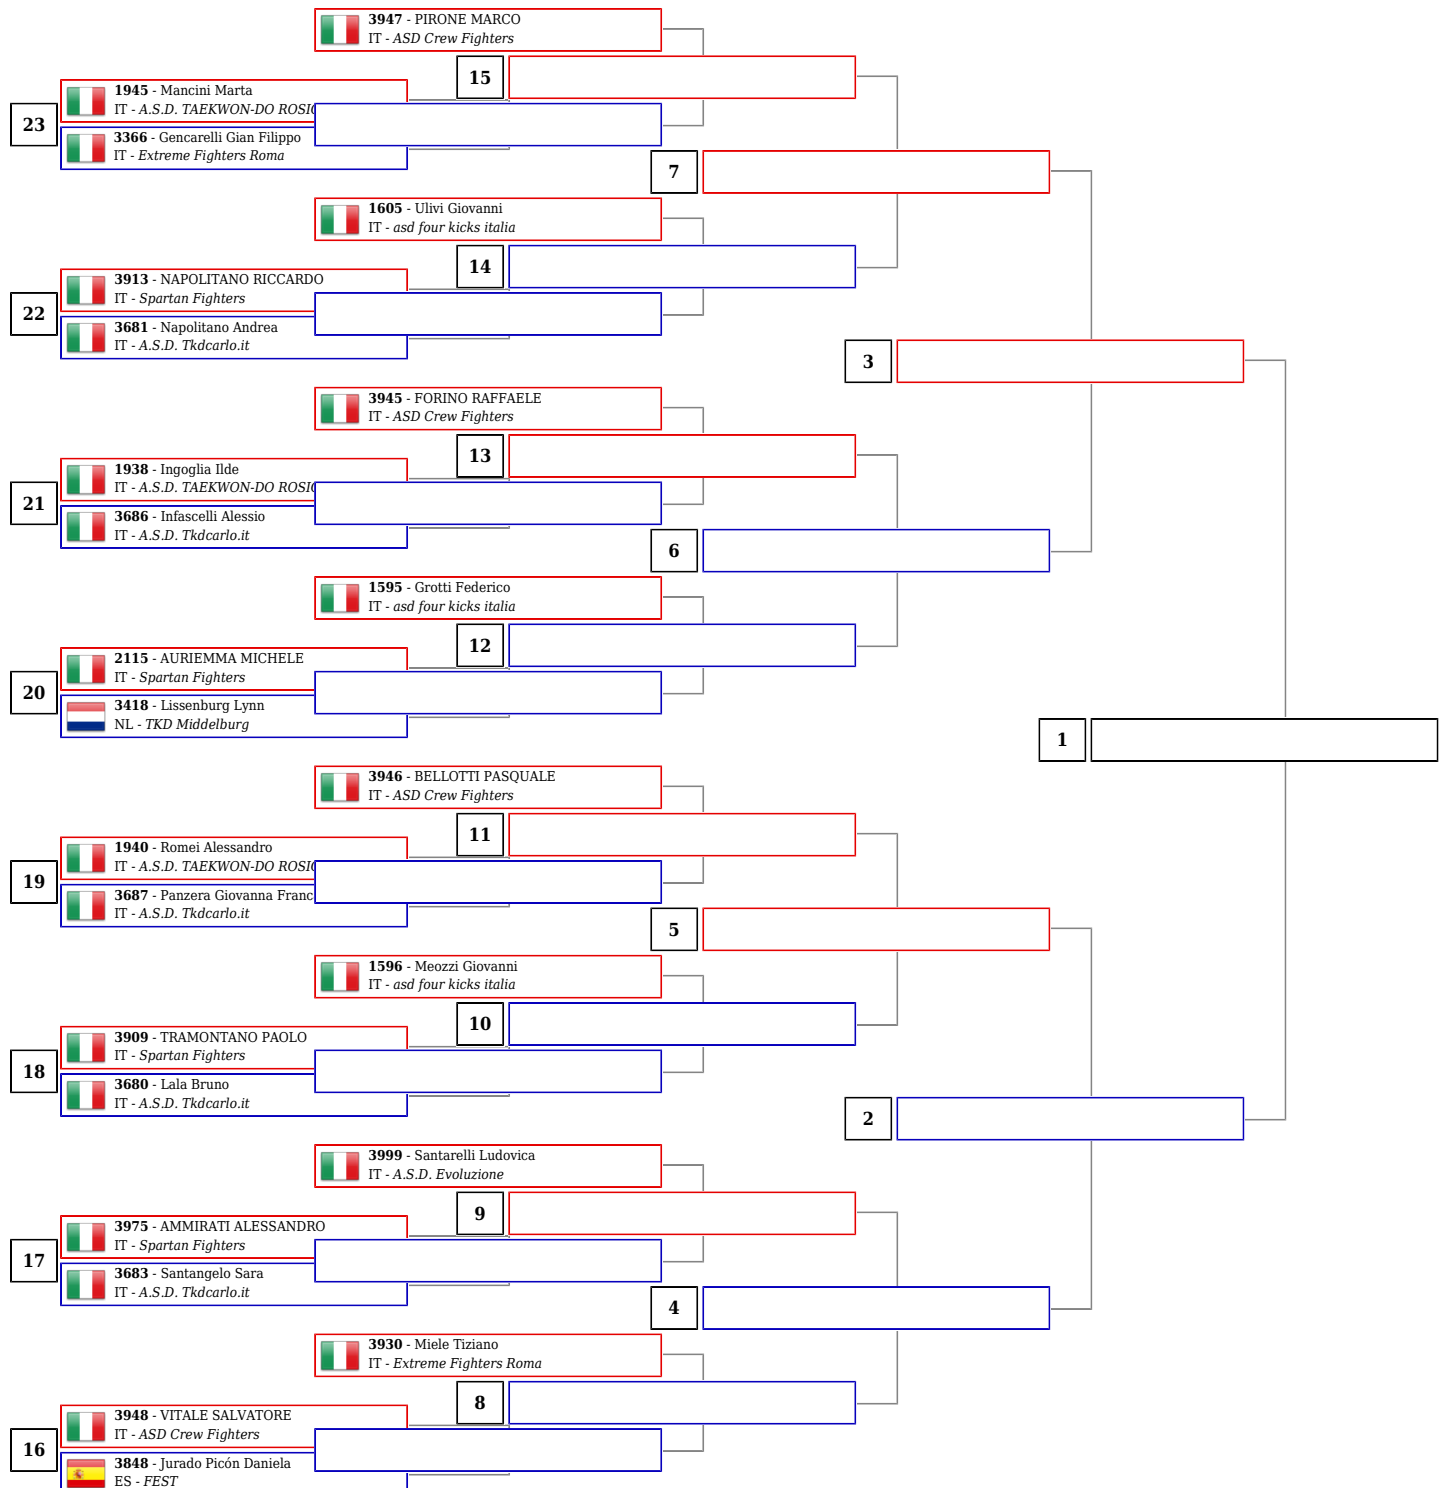 3947 - PIRONE MARCO
IT - ASD Crew Fighters
15
1945 - Mancini Marta
IT - A.S.D. TAEKWON-DO
23
3366 - Gencarelli Gian Filippo
IT - Extreme Fighters Roma
7
1605 - Ulivi Giovanni
IT - asd four kicks italia
14
3913 - NAPOLITANO RICCARDO
IT - Spartan Fighters
22
3681 - Napolitano Andrea
IT - A.S.D. Tkdcarlo.it
3
3945 - FORINO RAFFAELE
IT - ASD Crew Fighters
13
1938 - Ingoglia Ilde
IT - A.S.D. TAEKWON-DO
21
3686 - Infascelli Alessio
IT - A.S.D. Tkdcarlo.it
6
1595 - Grotti Federico
IT - asd four kicks italia
12
2115 - AURIEMMA MICHELE
IT - Spartan Fighters
20
3418 - Lissenburg Lynn
NL - TKD Middelburg
1
3946 - BELLOTTI PASQUALE
IT - ASD Crew Fighters
11
1940 - Romei Alessandro
IT - A.S.D. TAEKWON-DO
19
3687 - Panzera Giovanna Franc
IT - A.S.D. Tkdcarlo.it
5
1596 - Meozzi Giovanni
IT - asd four kicks italia
10
3909 - TRAMONTANO PAOLO
IT - Spartan Fighters
18
3680 - Lala Bruno
IT - A.S.D. Tkdcarlo.it
2
3999 - Santarelli Ludovica
IT - A.S.D. Evoluzione
9
3975 - AMMIRATI ALESSANDRO
IT - Spartan Fighters
17
3683 - Santangelo Sara
IT - A.S.D. Tkdcarlo.it
4
3930 - Miele Tiziano
IT - Extreme Fighters Roma
8
3948 - VITALE SALVATORE
IT - ASD Crew Fighters
16
3848 - Jurado Picón Daniela
ES - FEST